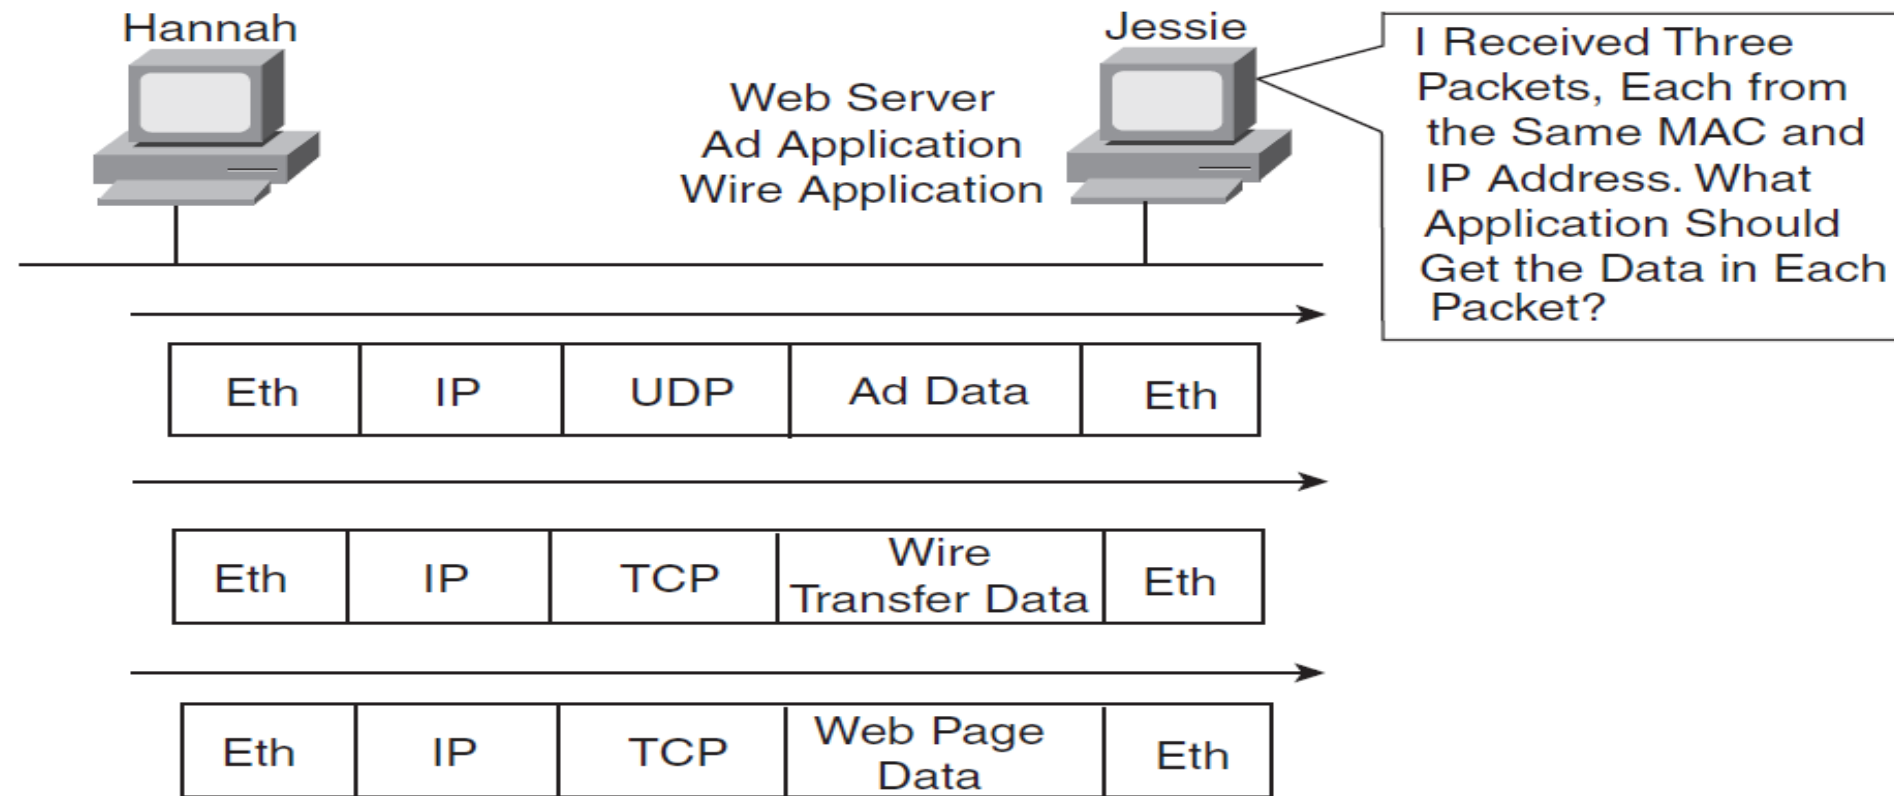 Hannah
Jessie
Web Server
Ad Application
Wire Application
I Received Three
Packets, Each from
the Same MAC and
IP Address. What
Application Should
Get the Data in Each
Packet?
Eth IP UDP Ad Data Eth
Eth IP TCP Wire
Transfer Data Eth
Eth IP TCP Web Page
Data Eth